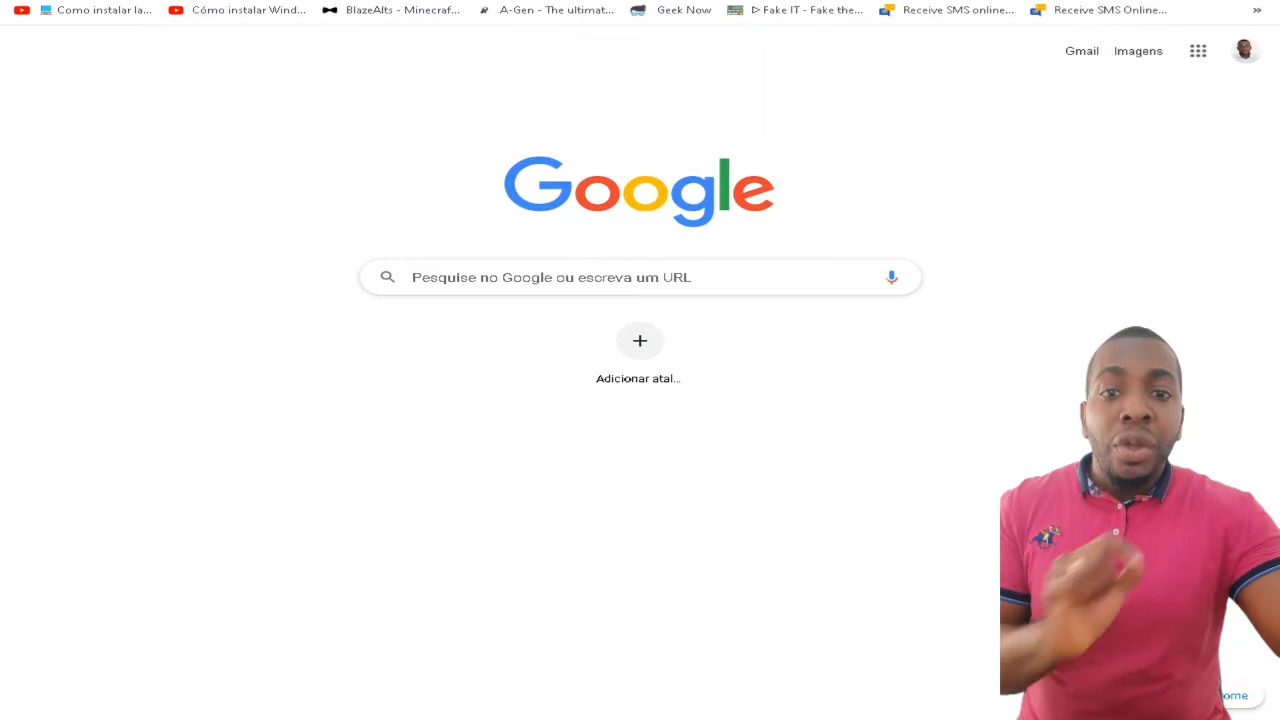 Como instalar la...
Cómo instalar Wind...
BlazeAlts - Minecraf...
A-Gen - The ultimat...
Geek Now
Fake IT - Fake the...
Receive SMS online...
Receive SMS Online...
Gmail
Imagens
Google
Pesquise no Google ou escreva um URL
Adicionar atal...
ome